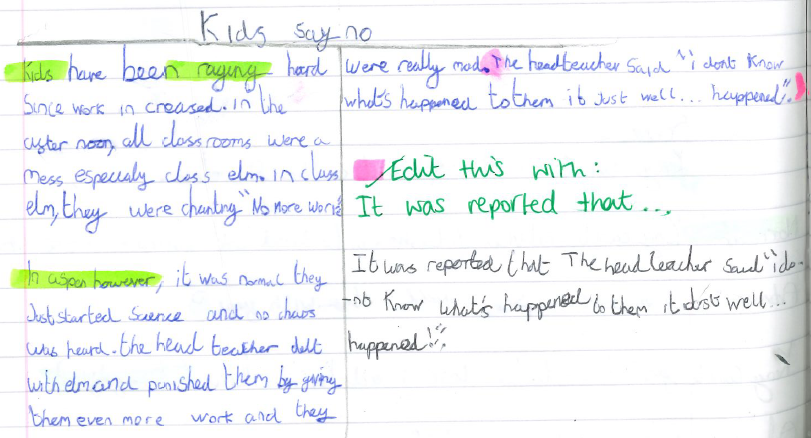 Kids say no
Kids have been raging hard
Since work in creased. in the
after noon, all classrooms were a
mess especialy class elm. in class
elm, they were chanting "No more work"
In aspen however, it was normal they
Just started Science and no chaos
was heard. the head teacher delt
with elm and punished them by giving
them even more work and they
were really mad. The headteacher Said "i dont know
what's happened to them it Just well... happened".
Edit this with:
It was reported that...
It was reported that The headteacher Said "i do-
-nt know what's happened to them it Just well...
happened!"